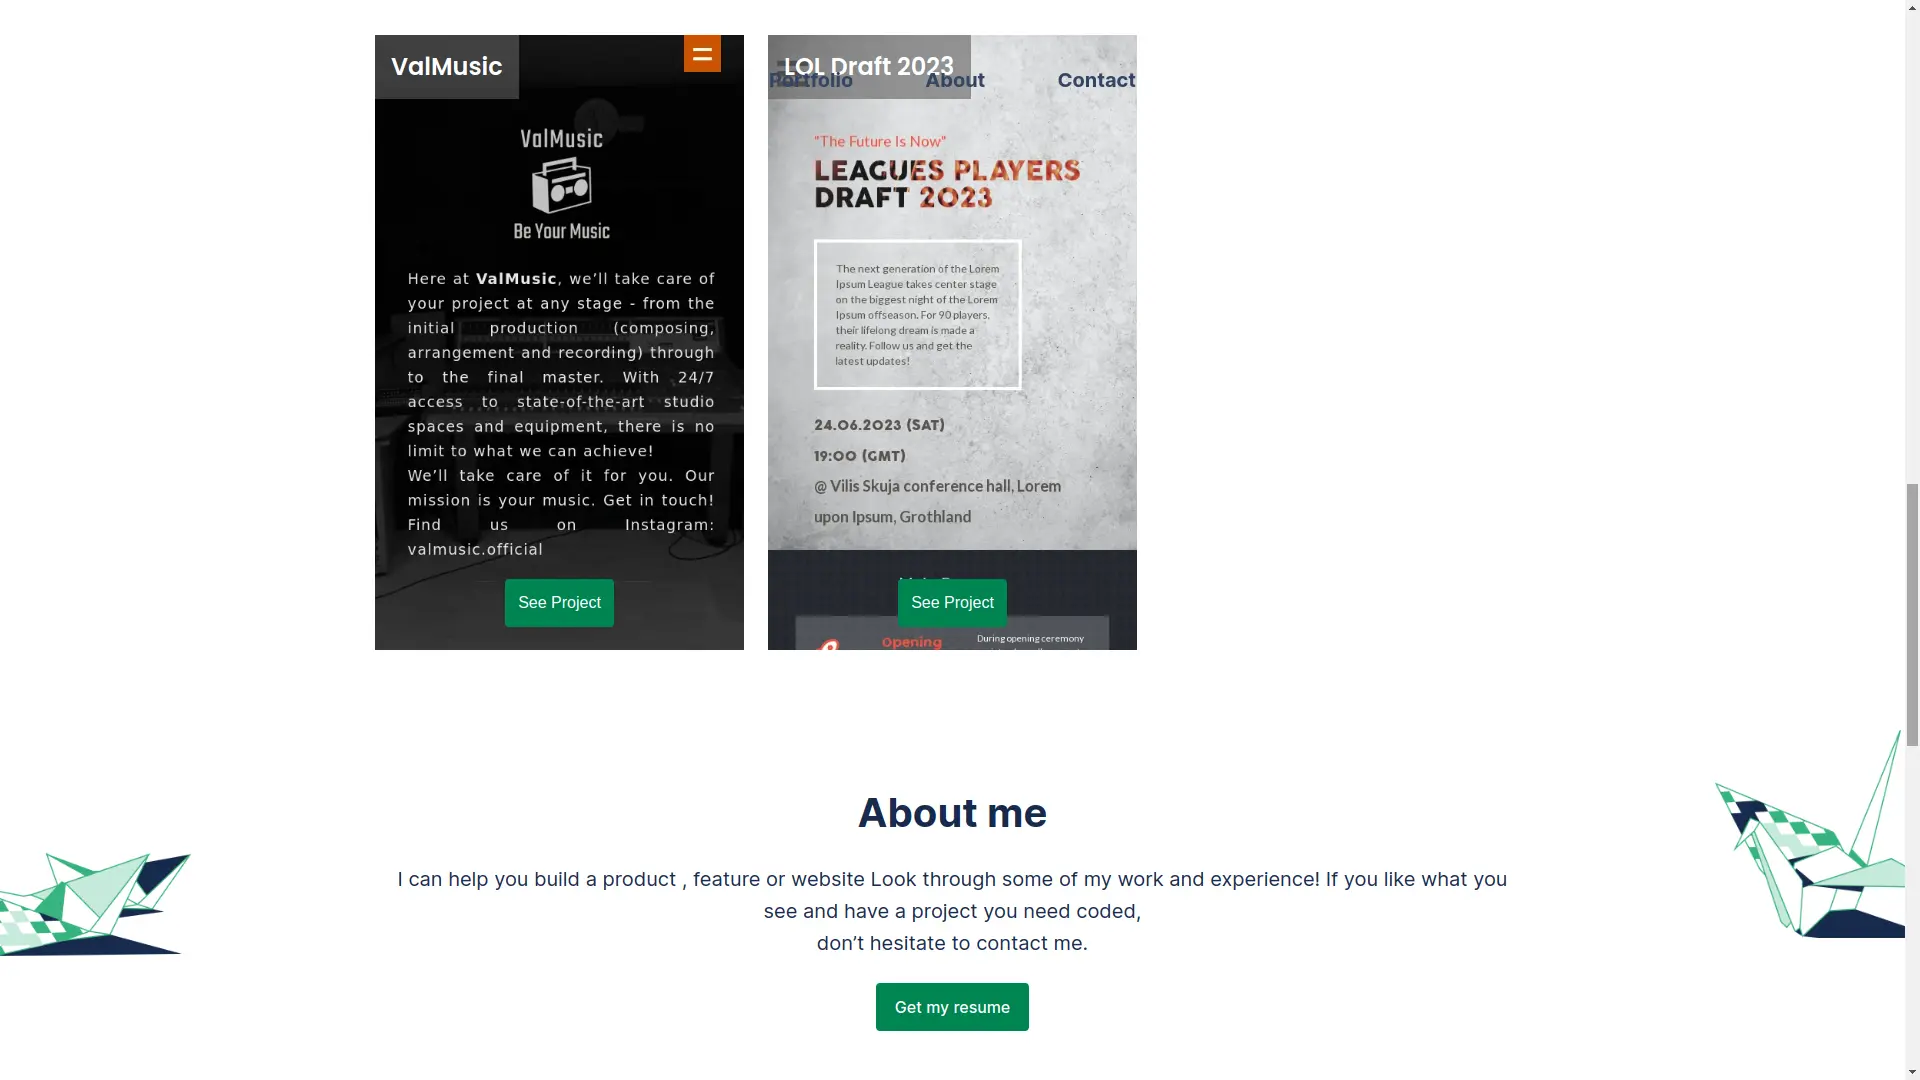 ValMusic
ValMusic
Be Your Music
Here at ValMusic, we’ll take care of
your project at any stage - from the
initial production (composing,
arrangement and recording) through
to the final master. With 24/7
access to state-of-the-art studio
spaces and equipment, there is no
limit to what we can achieve!
We’ll take care of it for you. Our
mission is your music. Get in touch!
Find us on Instagram:
valmusic.official
See Project
LOL Draft 2023
Portfolio About Contact
"The Future Is Now"
LEAGUES PLAYERS
DRAFT 2023
The next generation of the Lorem
Ipsum League takes center stage
on the biggest night of the Lorem
Ipsum offseason. For 90 players,
their lifelong dream is made a
reality. Follow us and get the
latest updates!
24.06.2023 (SAT)
19:00 (GMT)
@ Vilis Skuja conference hall, Lorem
upon Ipsum, Grothland
See Project
Opening
During opening ceremony
About me
I can help you build a product , feature or website Look through some of my work and experience! If you like what you
see and have a project you need coded,
don’t hesitate to contact me.
Get my resume